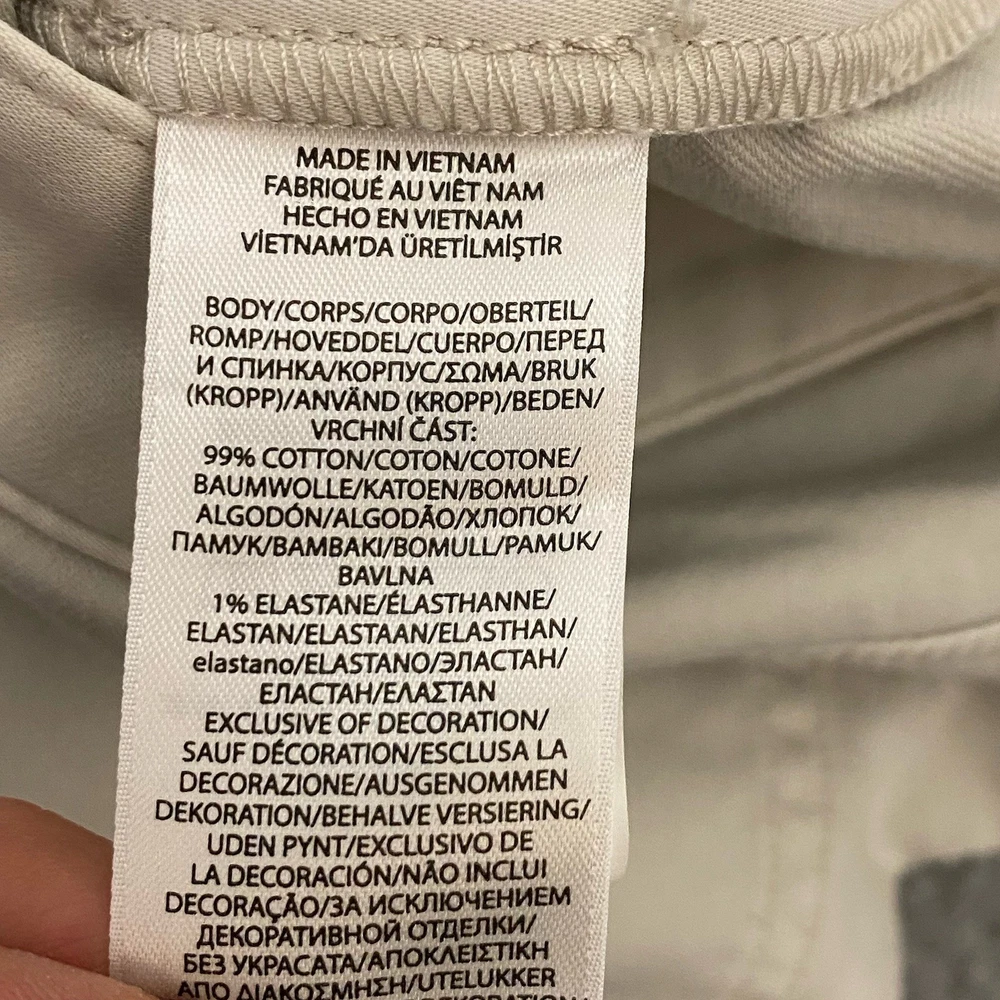 MADE IN VIETNAM
FABRIQUÉ AU VIÊT NAM
HECHO EN VIETNAM
VİETNAM'DA ÜRETİLMİŞTİR
BODY/CORPS/CORPO/OBERTEIL/
ROMP/HOVEDDEL/CUERPO/ПЕРЕД
И СПИНКА/КОРПУС/ΣΩΜΑ/BRUK
(KROPP)/ANVÄND (KROPP)/BEDEN/
VRCHNÍ ČÁST:
99% COTTON/COTON/COTONE/
BAUMWOLLE/KATOEN/BOMULD/
ALGODÓN/ALGODÃO/ХЛОПОК/
ПАМУК/ΒΑΜΒΑΚΙ/BOMULL/PAMUK/
BAVLNA
1% ELASTANE/ÉLASTHANNE/
ELASTAN/ELASTAAN/ELASTHAN/
elastano/ELASTANO/ЭЛАСТАН/
ЕЛАСТАН/ΕΛΑΣΤΑΝ
EXCLUSIVE OF DECORATION/
SAUF DÉCORATION/ESCLUSA LA
DECORAZIONE/AUSGENOMMEN
DEKORATION/BEHALVE VERSIERING/
UDEN PYNT/EXCLUSIVO DE
LA DECORACIÓN/NÃO INCLUI
DECORAÇÃO/ЗА ИСКЛЮЧЕНИЕМ
ДЕКОРАТИВНОЙ ОТДЕЛКИ/
БЕЗ УКРАСАТА/ΑΠΟΚΛΕΙΣΤΙΚΗ
ΑΠΟ ΔΙΑΚΟΣΜΗΣΗ/UTELUKKER